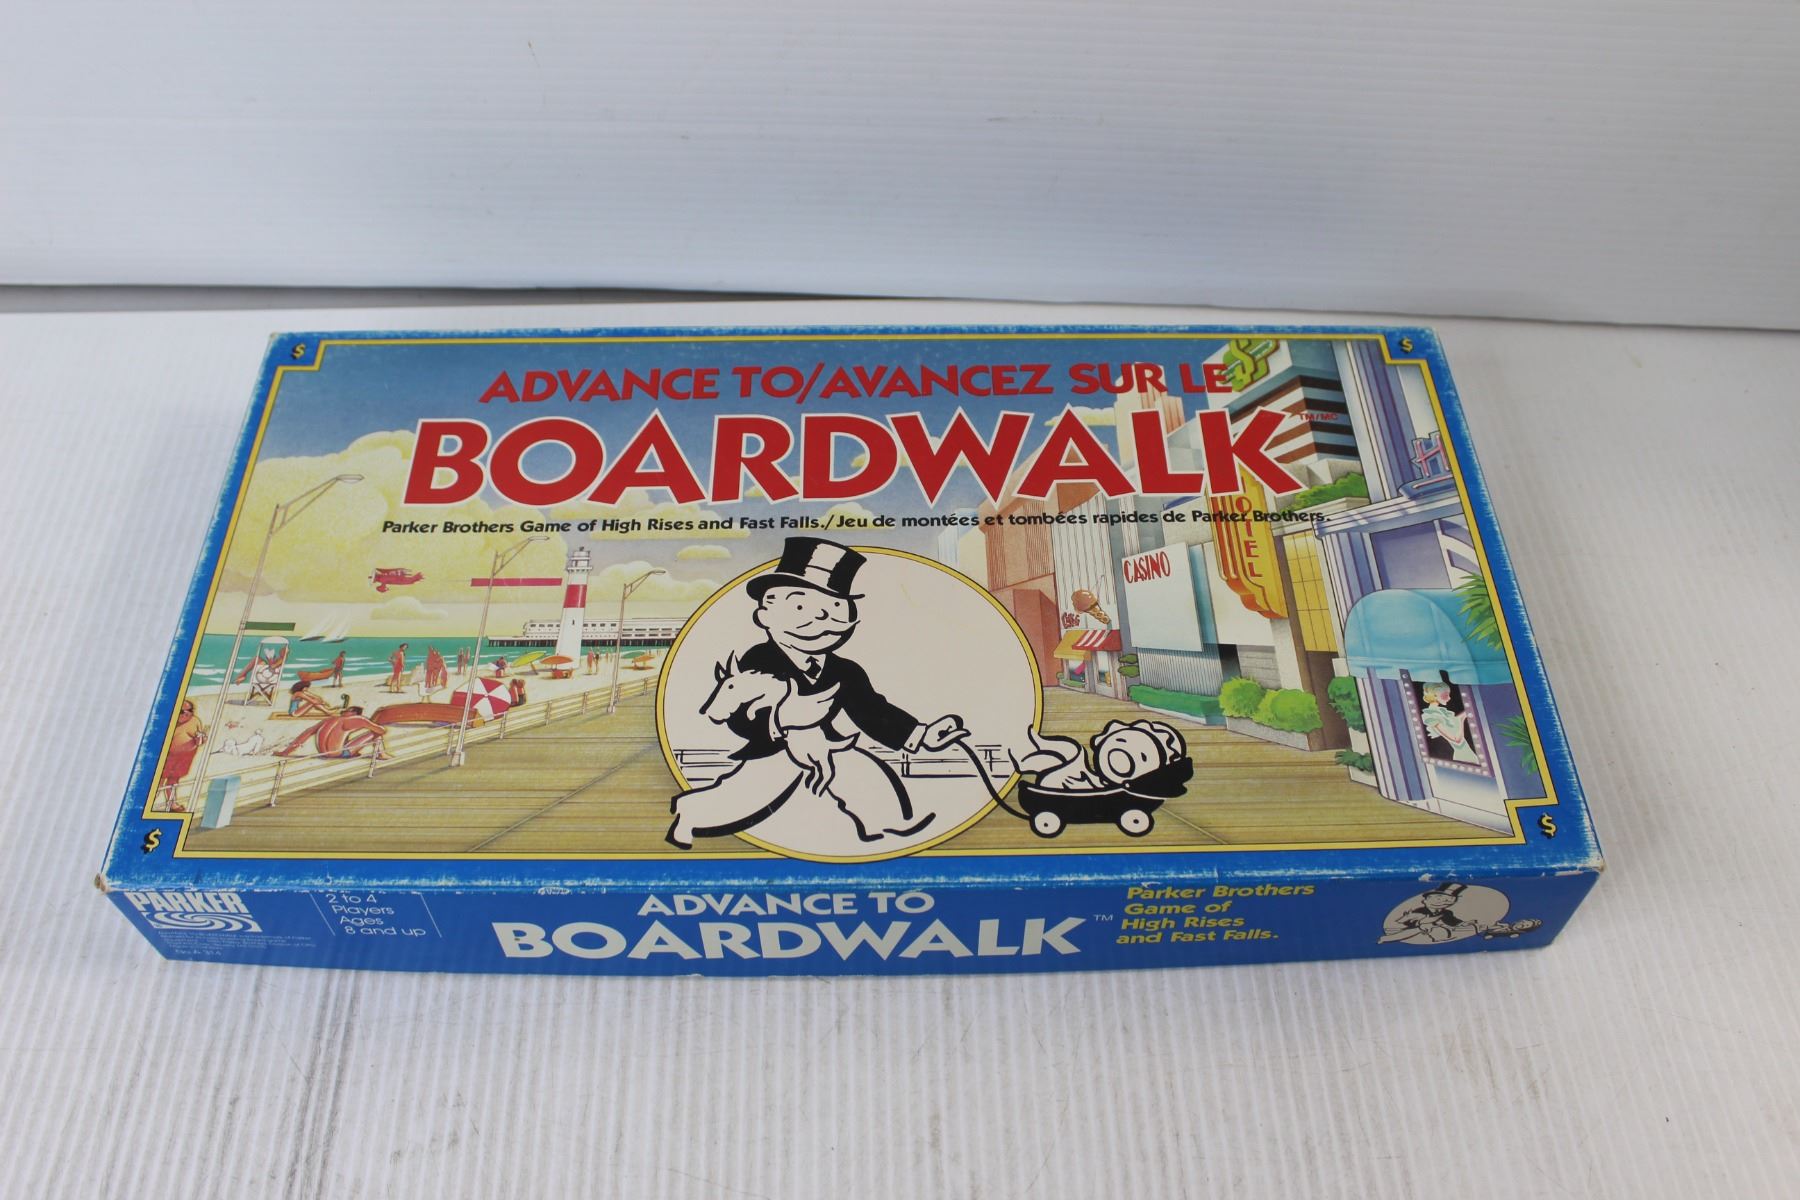 $ $
ADVANCE TO/AVANCEZ SUR LE
BOARDWALK TM/MC
Parker Brothers Game of High Rises and Fast Falls./Jeu de montées et tombées rapides de Parker Brothers.
H
HOTEL
CASINO
$ $
PARKER
2 to 4
Players
Ages
8 and up
ADVANCE TO
BOARDWALK TM
Parker Brothers
Game of
High Rises
and Fast Falls.